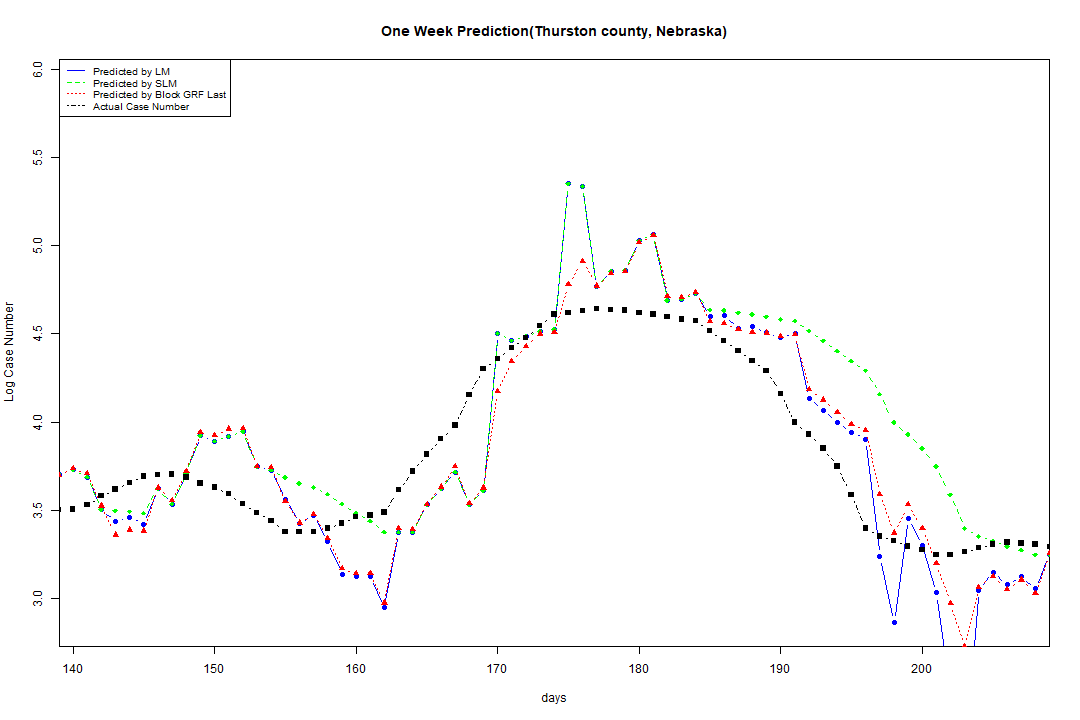 One Week Prediction(Thurston county, Nebraska)
Predicted by LM
Predicted by SLM
Predicted by Block GRF Last
Actual Case Number
6.0
5.5
5.0
4.5
4.0
3.5
3.0
Log Case Number
140 150 160 170 180 190 200
days